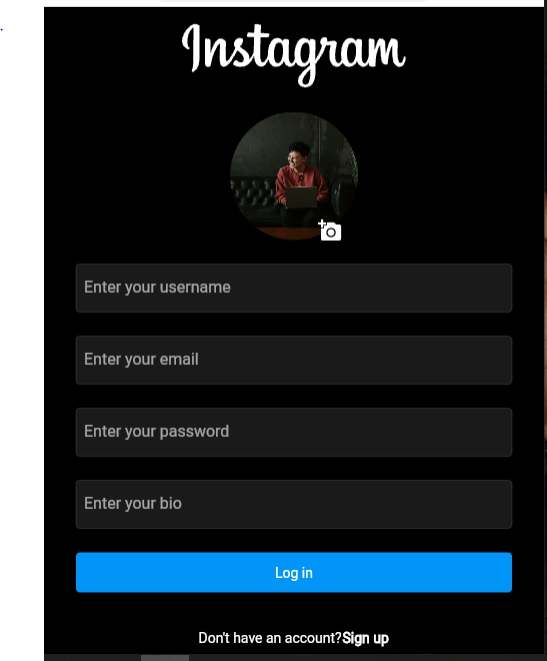 Instagram
Enter your username
Enter your email
Enter your password
Enter your bio
Log in
Don't have an account?Sign up